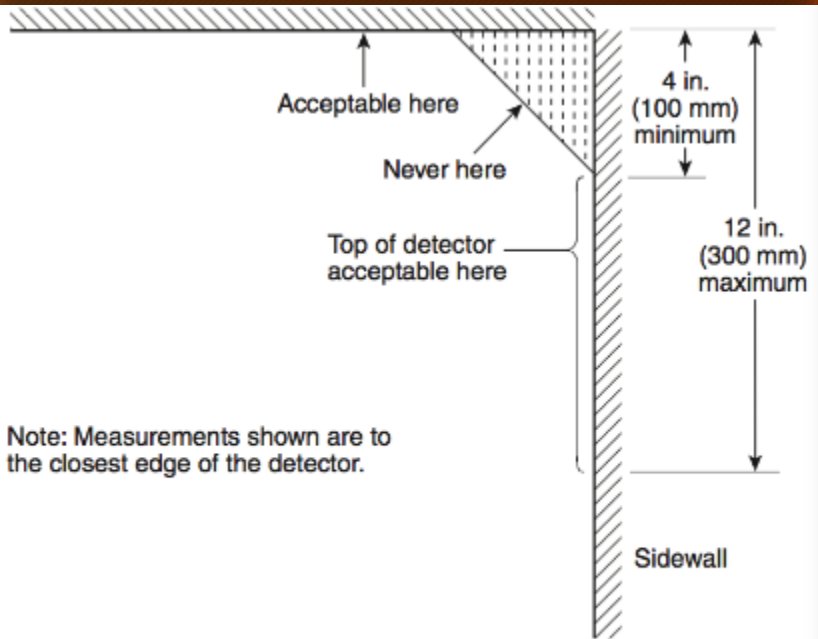 Acceptable here
4 in.
(100 mm)
minimum
Never here
12 in.
(300 mm)
maximum
Top of detector
acceptable here
Note: Measurements shown are to
the closest edge of the detector.
Sidewall